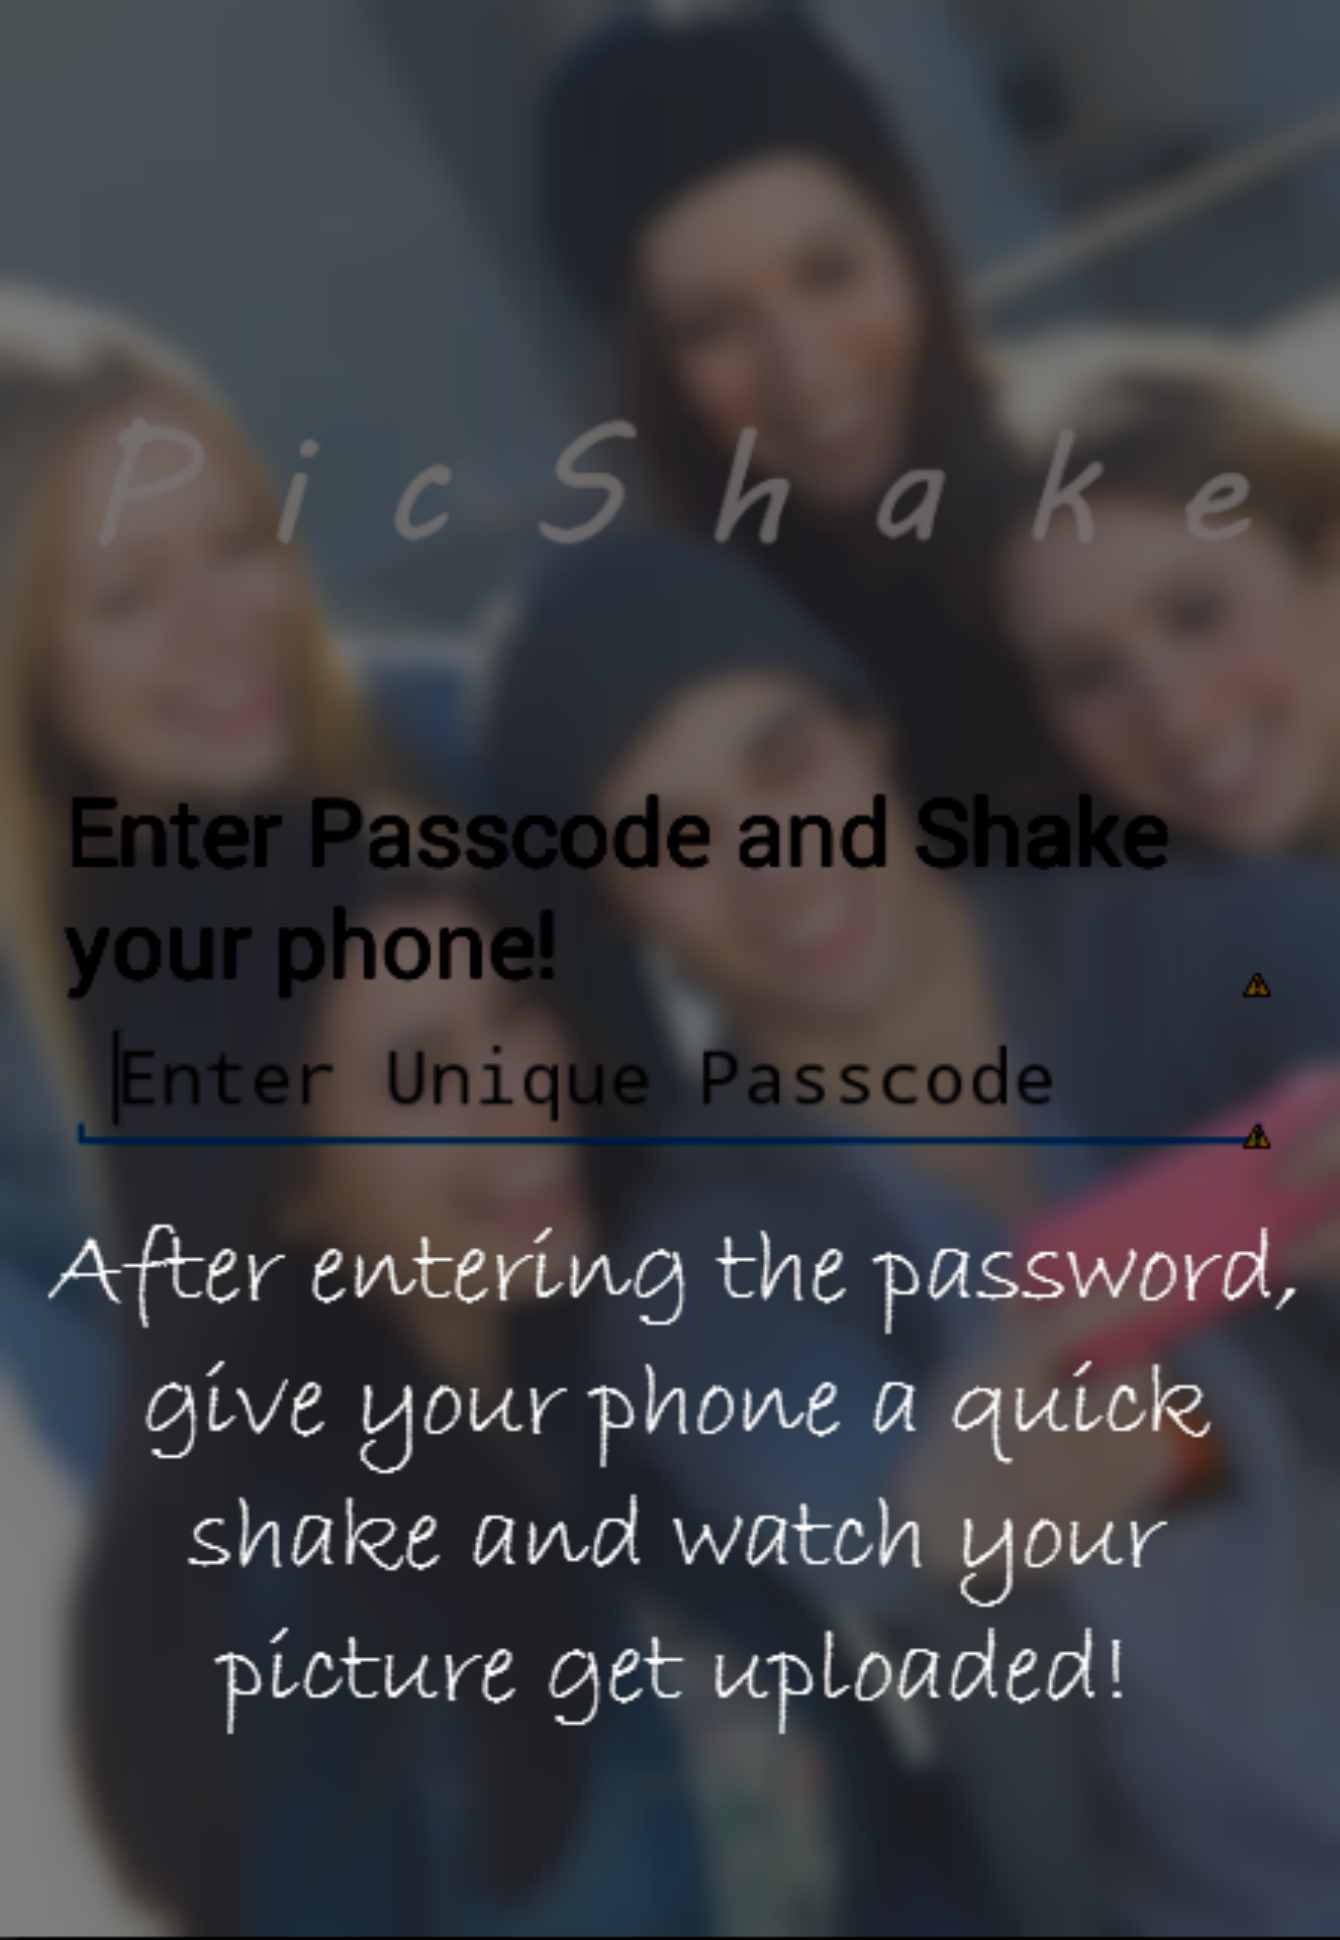 PicShake
Enter Passcode and Shake
your phone!
Enter Unique Passcode
After entering the password,
give your phone a quick
shake and watch your
picture get uploaded!